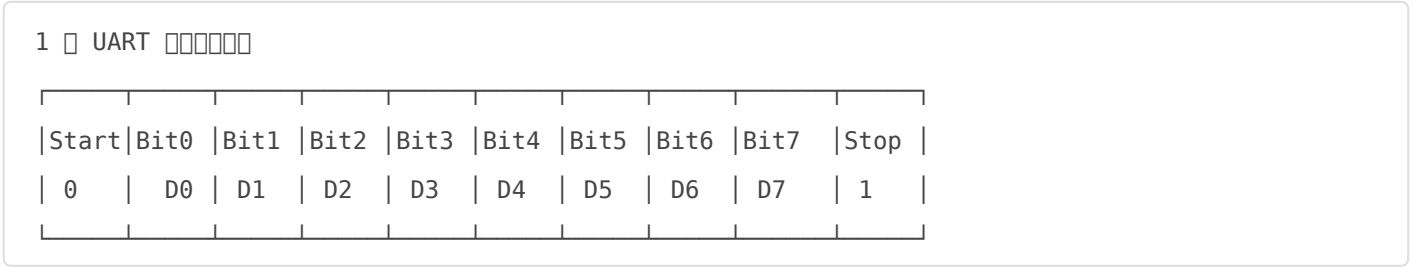 1 UART
│Start│Bit0 │Bit1 │Bit2 │Bit3 │Bit4 │Bit5 │Bit6 │Bit7  │Stop │
│ 0   │  D0 │ D1  │ D2  │ D3  │ D4  │ D5  │ D6  │ D7   │ 1   │